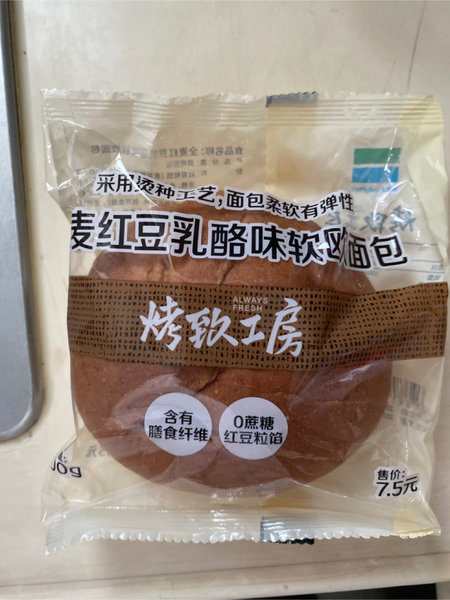 采用烫种工艺,面包柔软有弹性
麦红豆乳酪味软欧面包
ALWAYS
FRESH
烤致工房
含有
膳食纤维
0蔗糖
红豆粒馅
售价:
7.5元